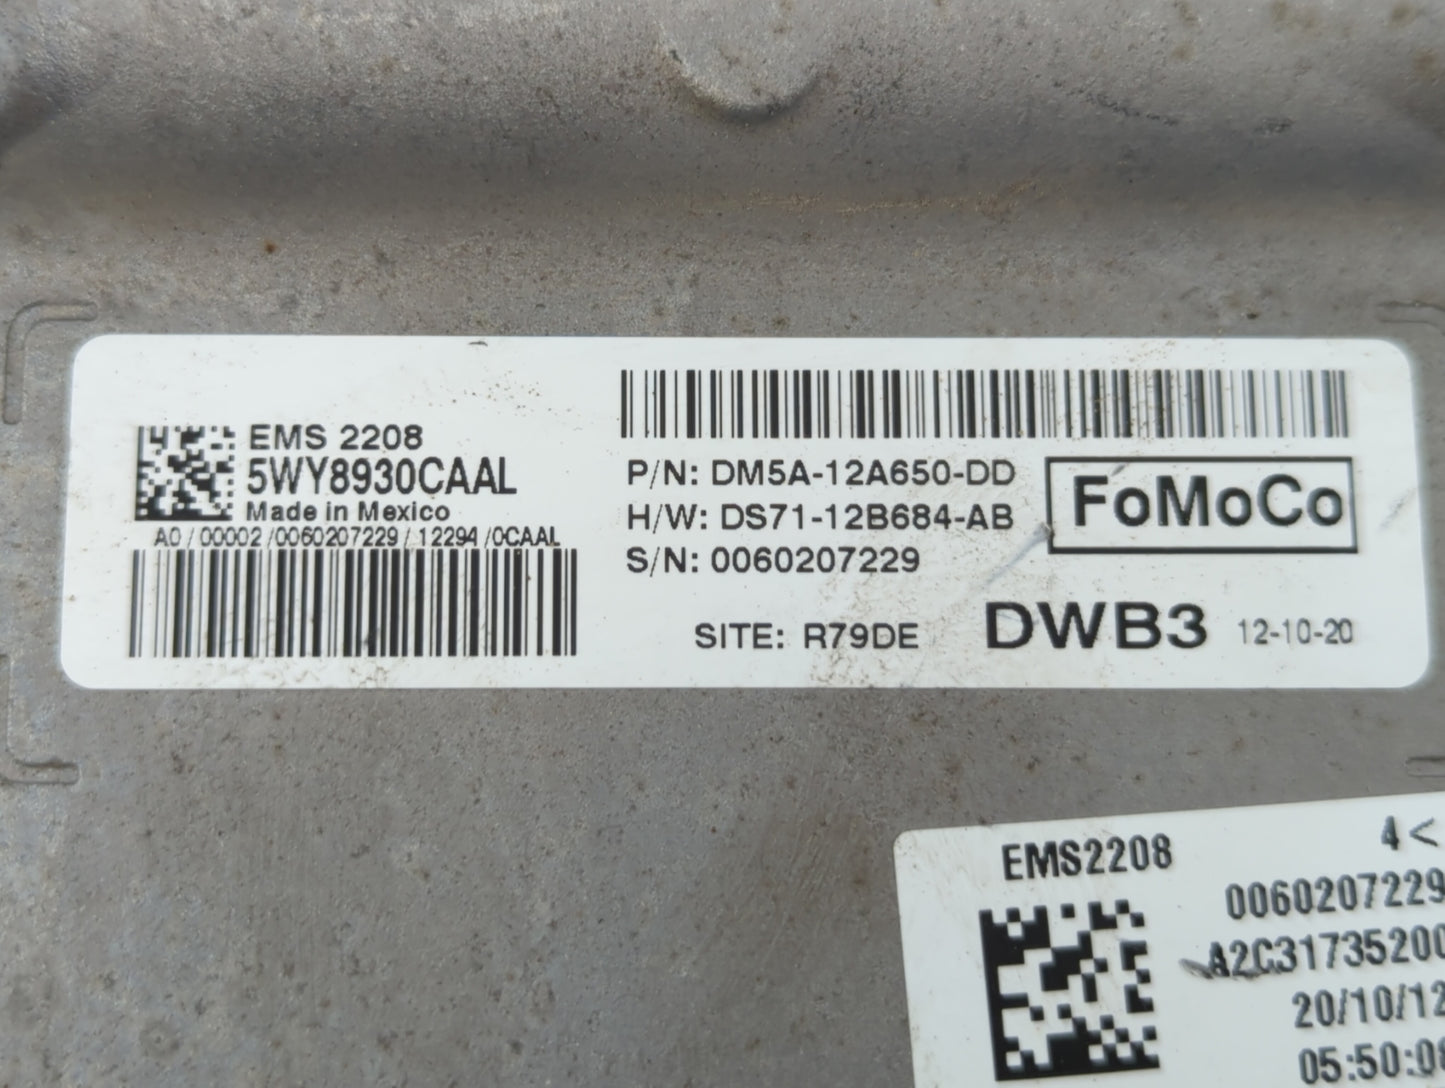 EMS 2208
5WY8930CAAL
Made in Mexico
A0 / 00002 /0060207229 / 12294 /0CAAL
P/N: DM5A-12A650-DD
H/W: DS71-12B684-AB
S/N: 0060207229
FoMoCo
SITE: R79DE DWB3 12-10-20
EMS2208 4<
0060207229
A2C31735200
20/10/12
05:50:08